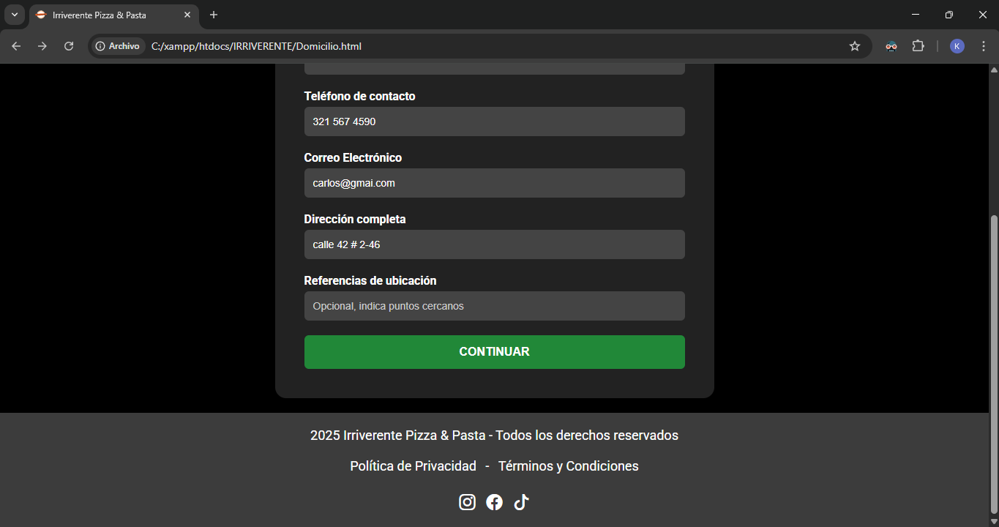 Irriverente Pizza & Pasta
Archivo C:/xampp/htdocs/IRRIVERENTE/Domicilio.html
K
Teléfono de contacto
321 567 4590
Correo Electrónico
carlos@gmai.com
Dirección completa
calle 42 # 2-46
Referencias de ubicación
Opcional, indica puntos cercanos
CONTINUAR
2025 Irriverente Pizza & Pasta - Todos los derechos reservados
Política de Privacidad - Términos y Condiciones